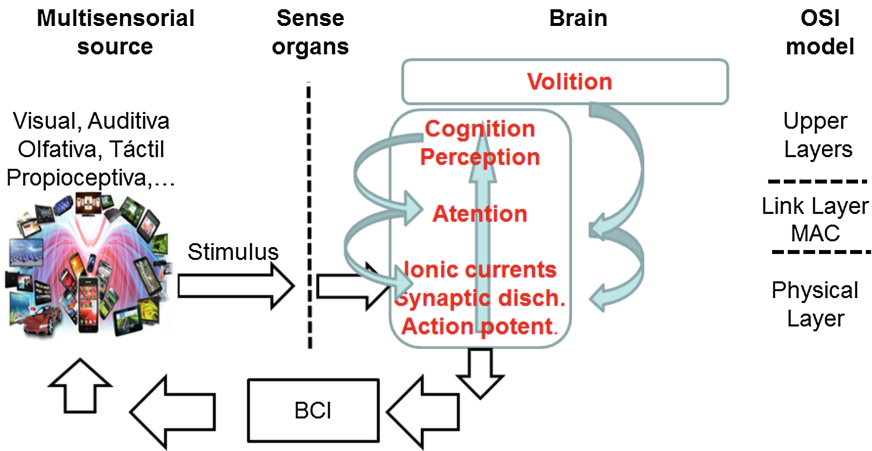 Multisensorial
source
Sense
organs
Brain
OSI
model
Volition
Visual, Auditiva
Olfativa, Táctil
Propioceptiva,…
Cognition
Perception
Upper
Layers
Atention
Link Layer
MAC
Stimulus
Ionic currents
Synaptic disch.
Action potent.
Physical
Layer
BCI